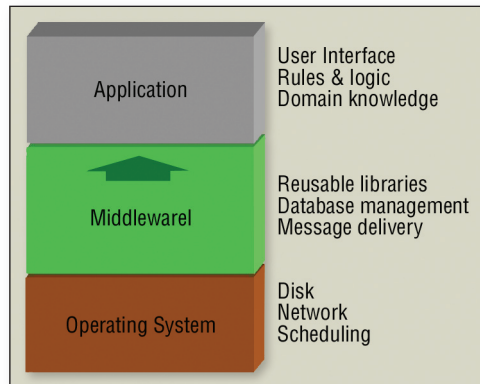 Application
User Interface
Rules & logic
Domain knowledge
Middlewarel
Reusable libraries
Database management
Message delivery
Operating System
Disk
Network
Scheduling